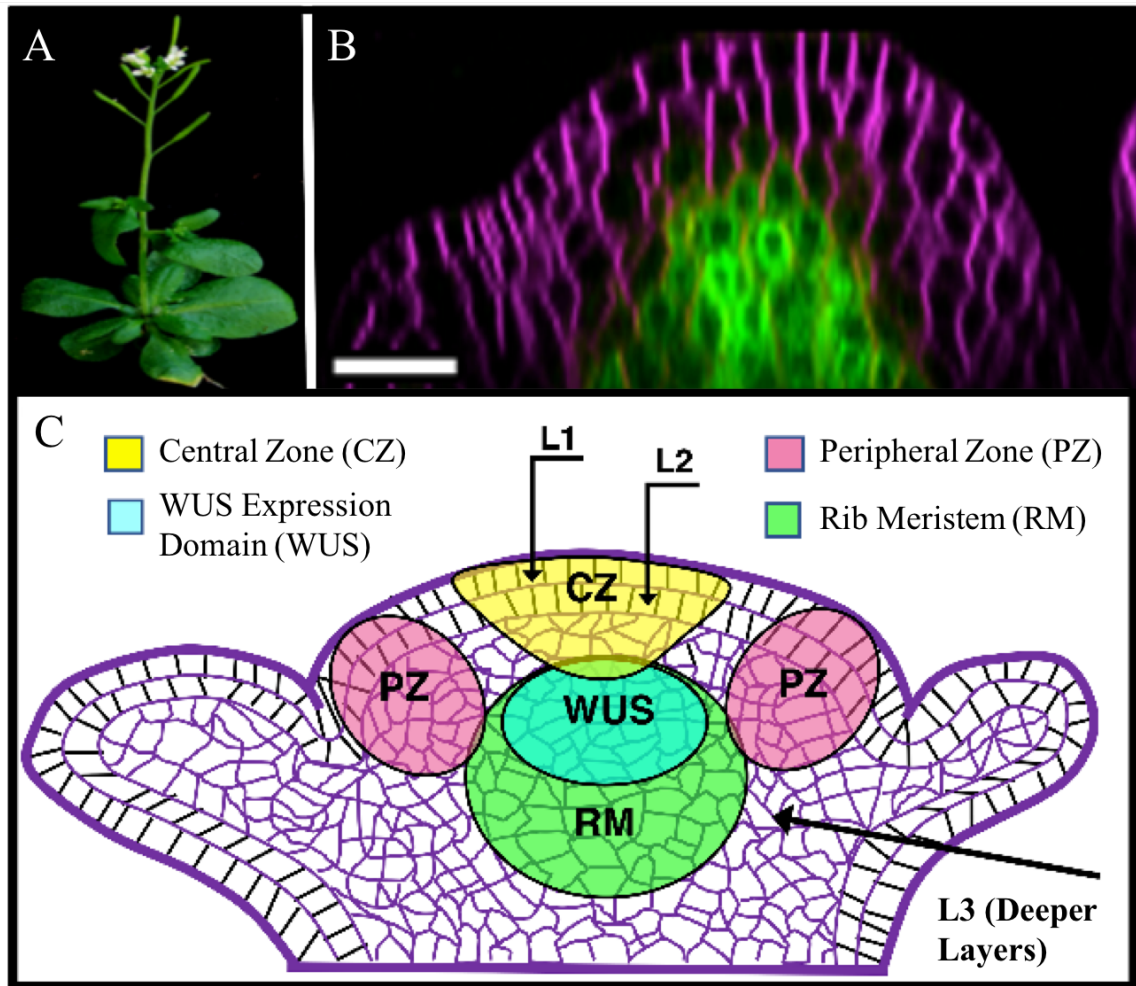 A
B
C
Central Zone (CZ)
WUS Expression
Domain (WUS)
L1
L2
Peripheral Zone (PZ)
Rib Meristem (RM)
CZ
PZ
WUS
PZ
RM
L3 (Deeper
Layers)